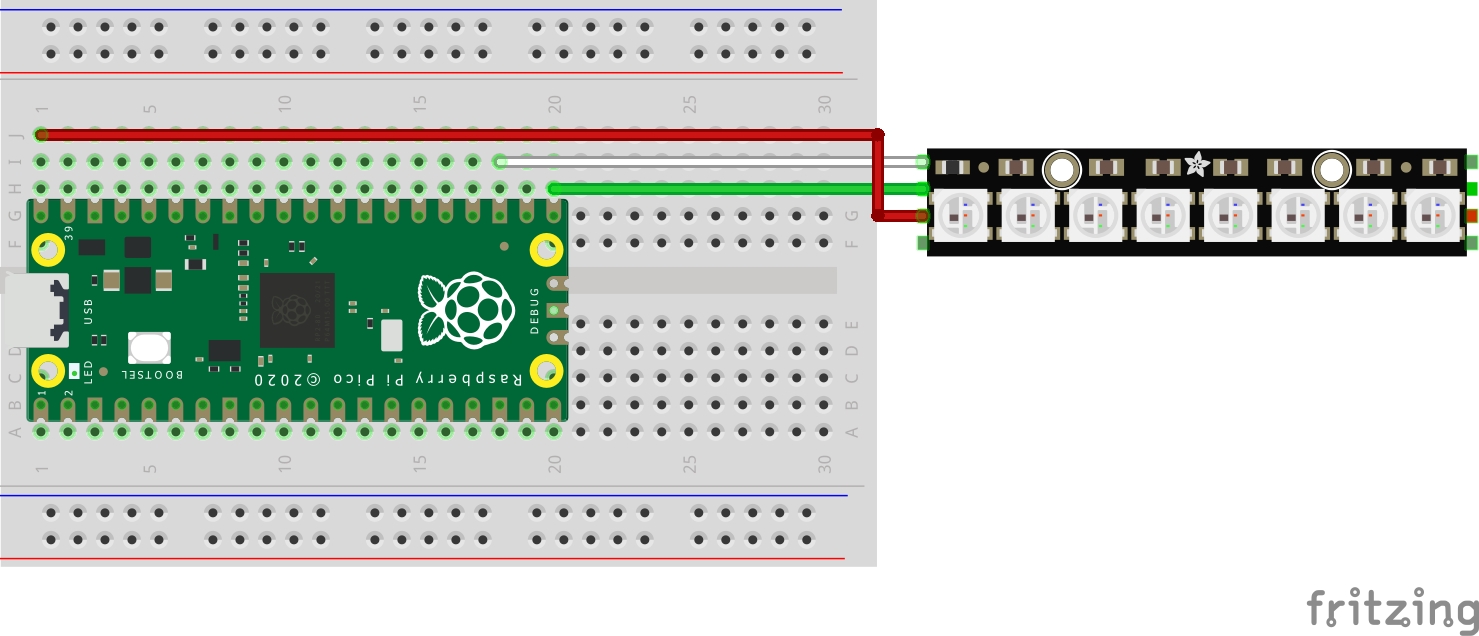 1 5 10 15 20 25 30
J
I I
H H
G G
F F
39
USB
DEBUG
E
D D
C C
B B
A A
LED
1
2
BOOTSEL
Raspberry Pi Pico © 2020
1 5 10 15 20 25 30
fritzing